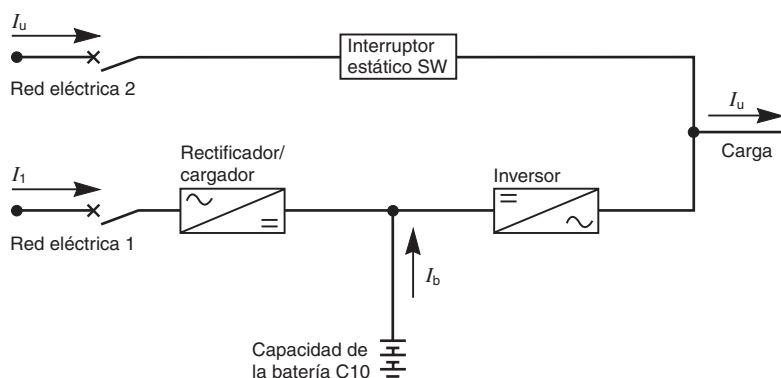 Iu
Interruptor
estático SW
Red eléctrica 2
Iu
Carga
I1
Rectificador/
cargador
Inversor
Red eléctrica 1
Ib
Capacidad de
la batería C10